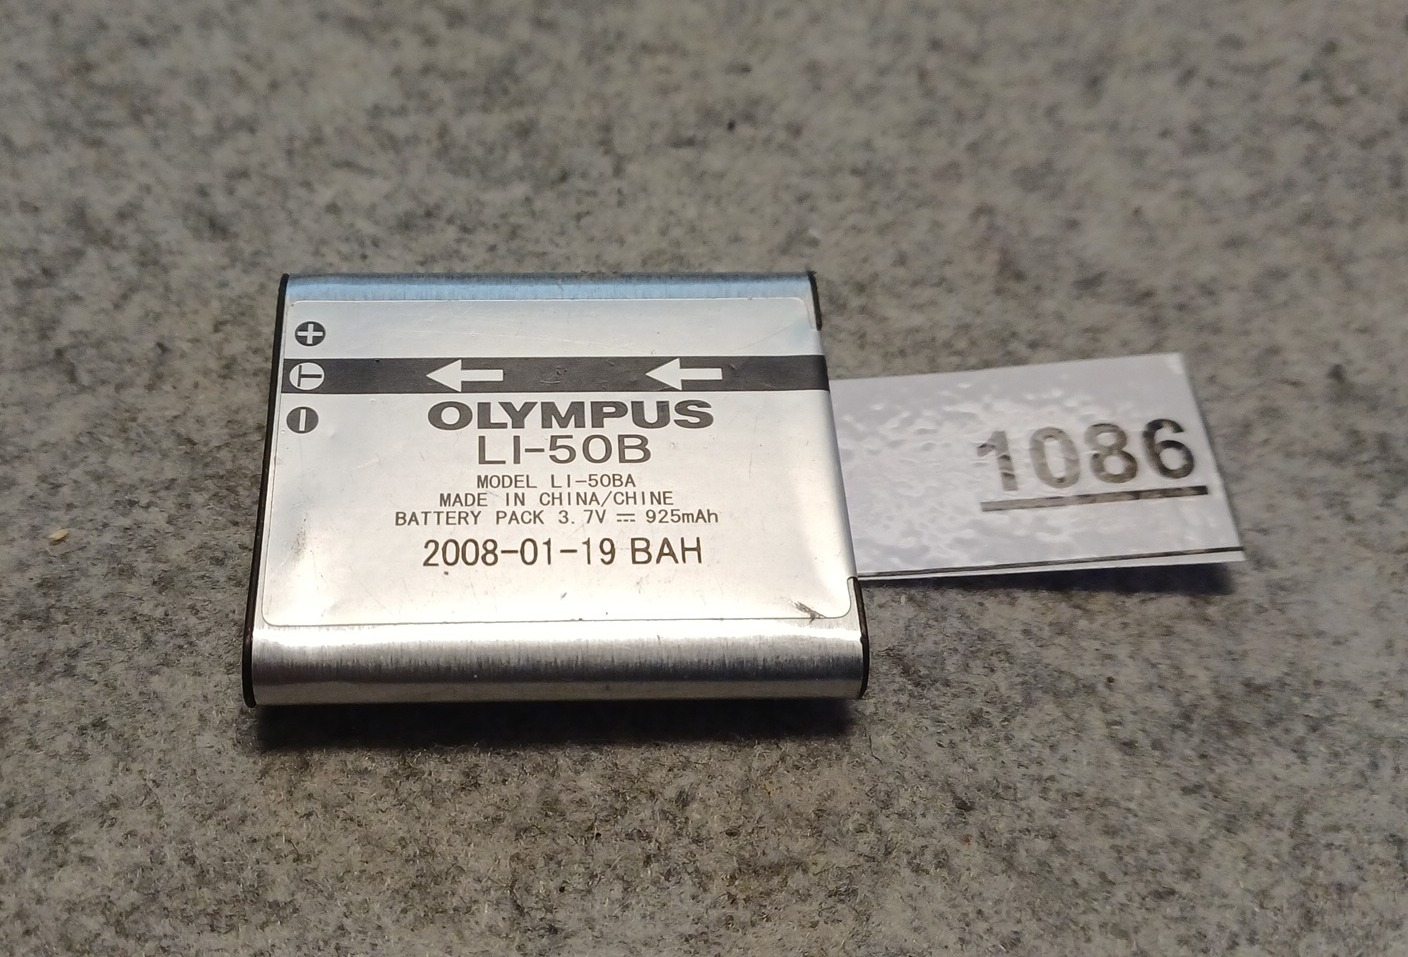 OLYMPUS
LI-50B
MODEL LI-50BA
MADE IN CHINA/CHINE
BATTERY PACK 3.7V ⎓ 925mAh
2008-01-19 BAH
1086